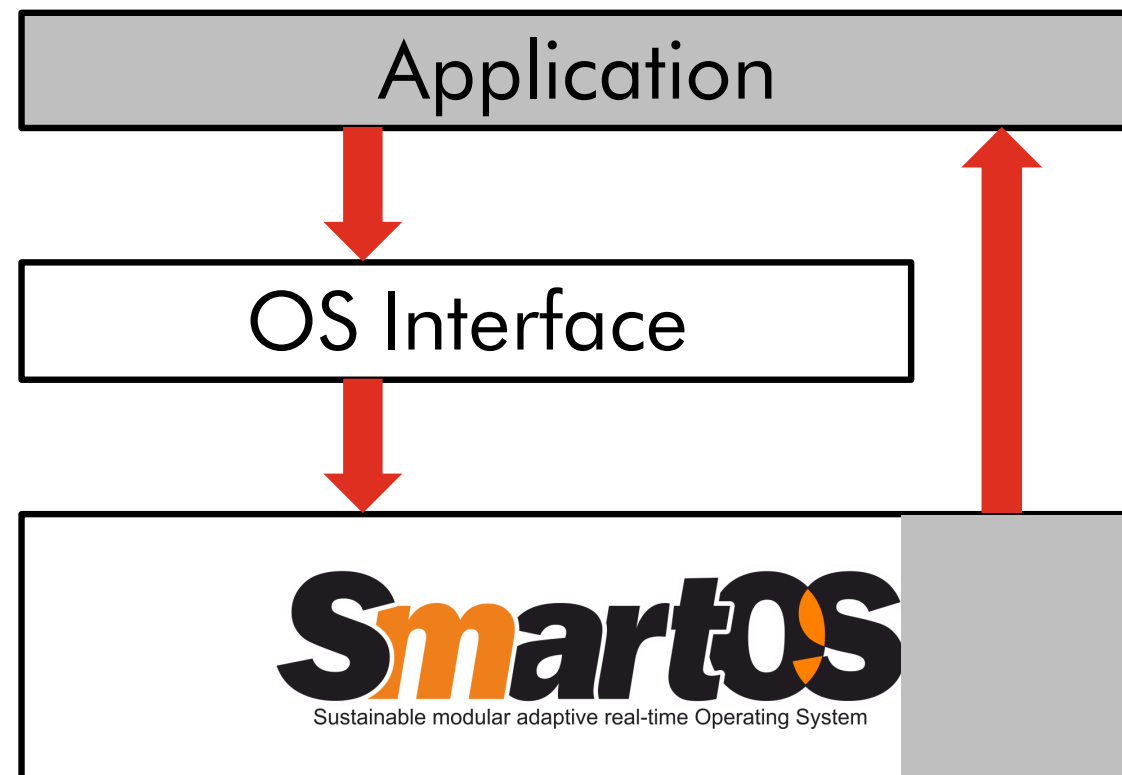 Application
OS Interface
SmartOS
Sustainable modular adaptive real-time Operating System